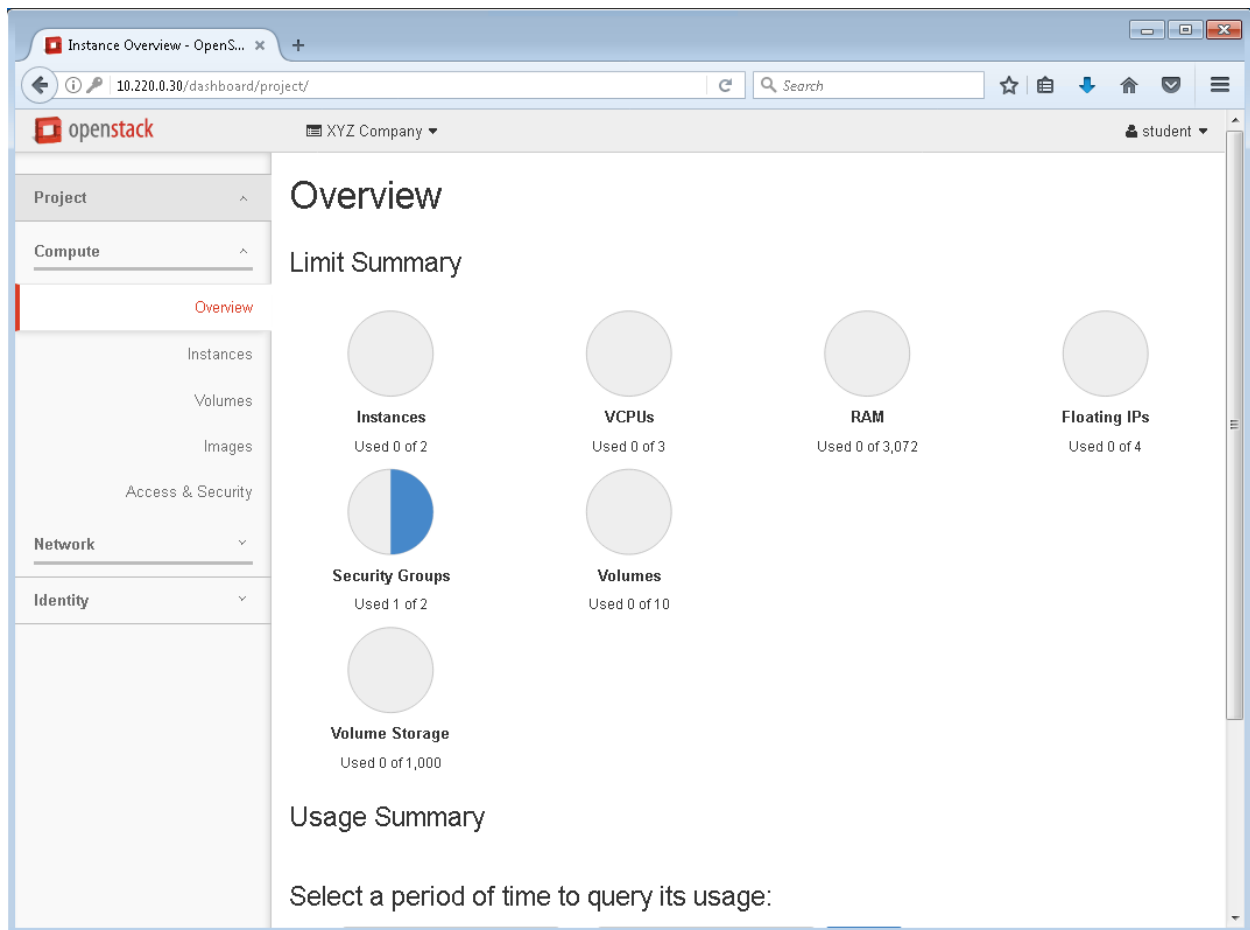 Instance Overview - OpenS...
10.220.0.30/dashboard/project/
Search
openstack
XYZ Company
student
Project
Compute
Overview
Instances
Volumes
Images
Access & Security
Network
Identity
Overview
Limit Summary
Instances
Used 0 of 2
VCPUs
Used 0 of 3
RAM
Used 0 of 3,072
Floating IPs
Used 0 of 4
Security Groups
Used 1 of 2
Volumes
Used 0 of 10
Volume Storage
Used 0 of 1,000
Usage Summary
Select a period of time to query its usage: